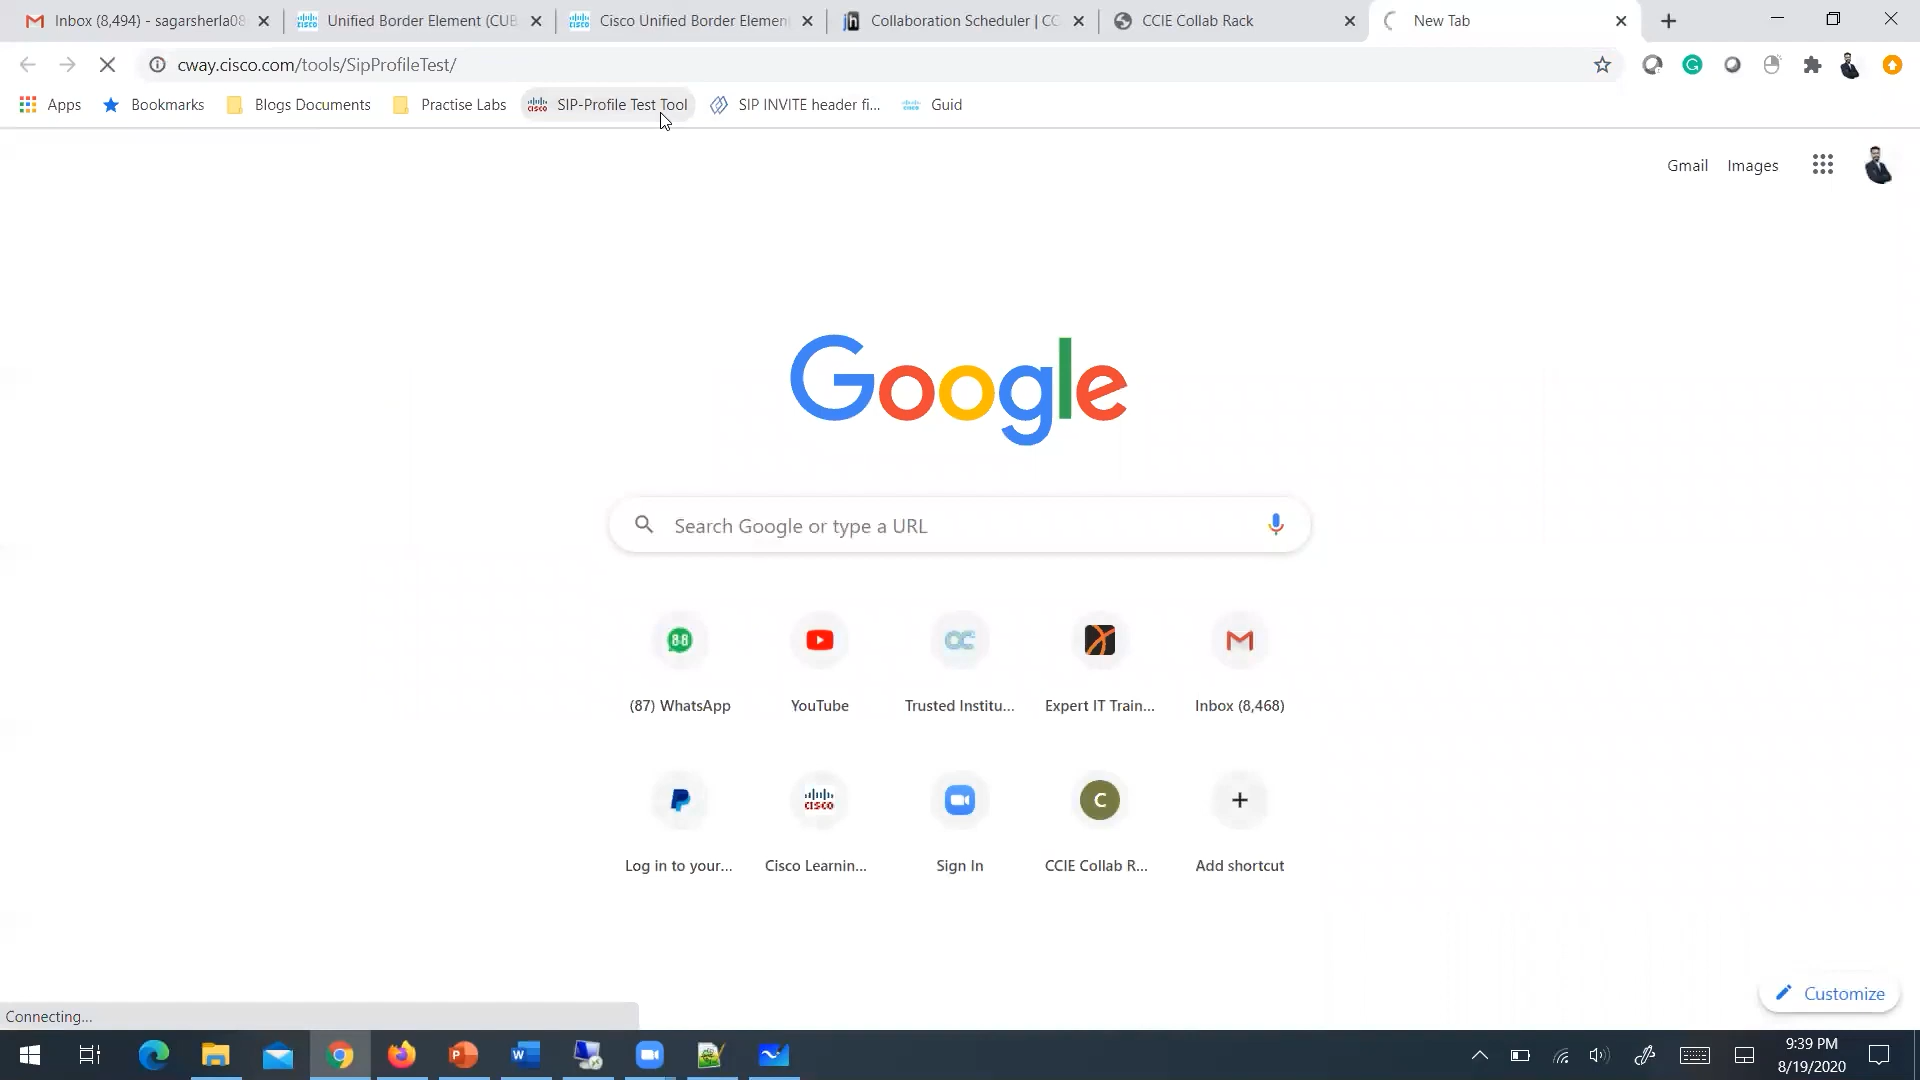 Inbox (8,494) - sagarsherla08
Unified Border Element (CUB
Cisco Unified Border Elemen
Collaboration Scheduler | CC
CCIE Collab Rack
New Tab
cway.cisco.com/tools/SipProfileTest/
Apps
Bookmarks
Blogs Documents
Practise Labs
SIP-Profile Test Tool
SIP INVITE header fi...
Guid
Gmail
Images
Google
Search Google or type a URL
(87) WhatsApp
YouTube
Trusted Institu...
Expert IT Train...
Inbox (8,468)
Log in to your...
Cisco Learnin...
Sign In
CCIE Collab R...
Add shortcut
Customize
Connecting...
9:39 PM
8/19/2020